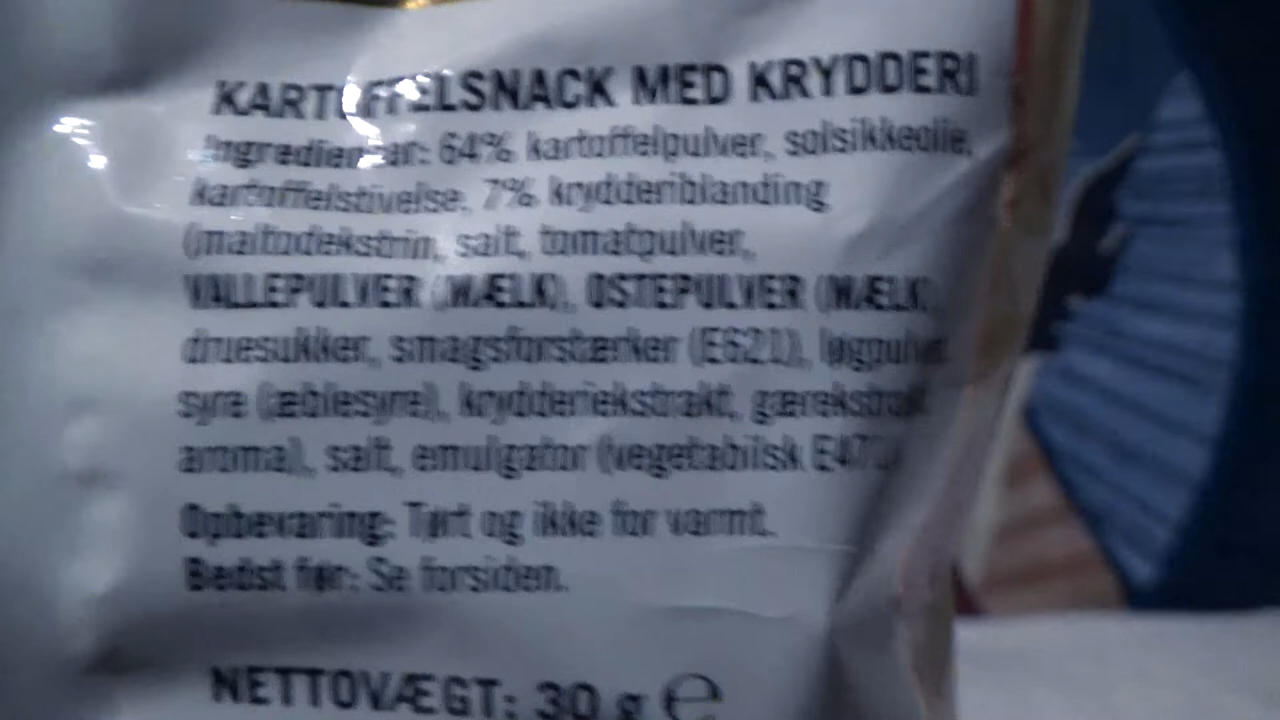 KARTOFFELSNACK MED KRYDDERI
Ingredienser: 64% kartoffelpulver, solsikkeolie,
kartoffelstivelse, 7% krydderiblanding
(maltodekstrin, salt, tomatpulver,
VALLEPULVER (MÆLK), OSTEPULVER (MÆLK),
druesukker, smagsforstærker (E621), løgpulver
syre (æblesyre), krydderiekstrakt, gærekstrakt
aroma), salt, emulgator (vegetabilsk
Opbevaring: Tørt og ikke for varmt.
Bedst før: Se forsiden.
NETTOVÆGT: 30 g ℮